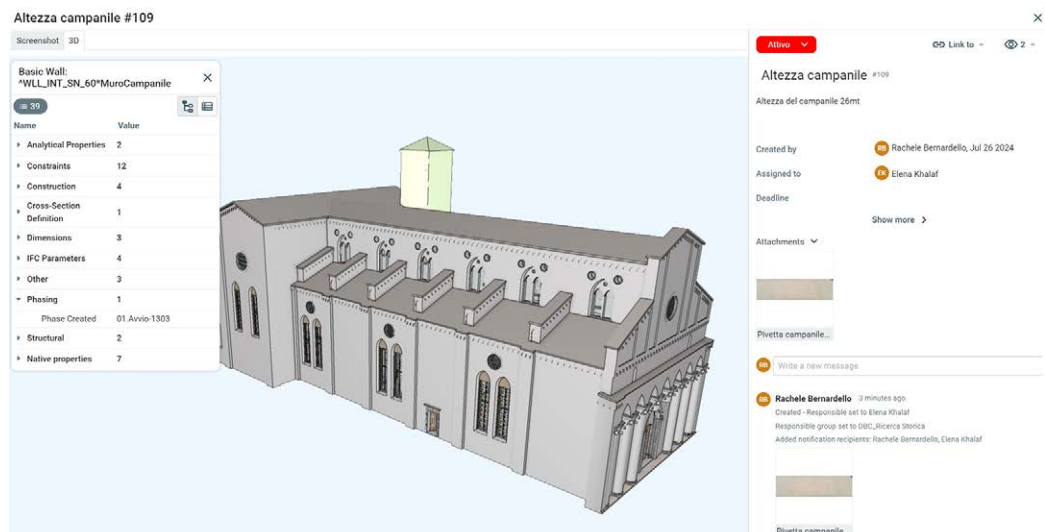 Altezza campanile #109
Screenshot 3D
Basic Wall:
^WLL_INT_SN_60*MuroCampanile
39
Name Value
Analytical Properties 2
Constraints 12
Construction 4
Cross-Section
Definition 1
Dimensions 3
IFC Parameters 4
Other 3
Phasing 1
Phase Created 01.Avvio-1303
Structural 2
Native properties 7
Attivo Link to 2
Altezza campanile #109
Altezza del campanile 26mt
Created by RB Rachele Bernardello, Jul 26 2024
Assigned to EK Elena Khalaf
Deadline
Show more
Attachments
Pivetta campanile...
RB Write a new message
RB Rachele Bernardello 3 minutes ago
Created - Responsible set to Elena Khalaf
Responsible group set to DBC_Ricerca Storica
Added notification recipients: Rachele Bernardello, Elena Khalaf
Pivetta campanile